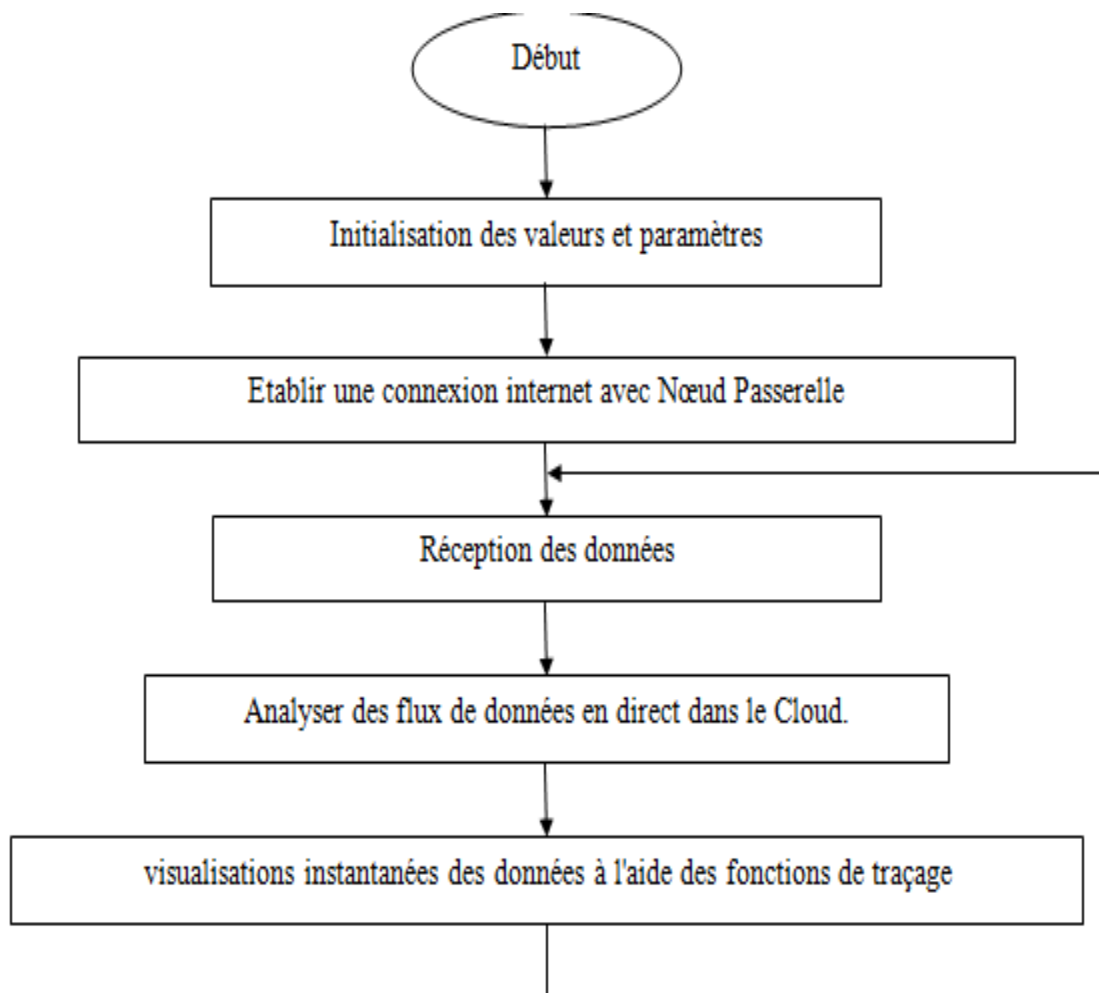 Début
Initialisation des valeurs et paramètres
Etablir une connexion internet avec Nœud Passerelle
Réception des données
Analyser des flux de données en direct dans le Cloud.
visualisations instantanées des données à l'aide des fonctions de traçage